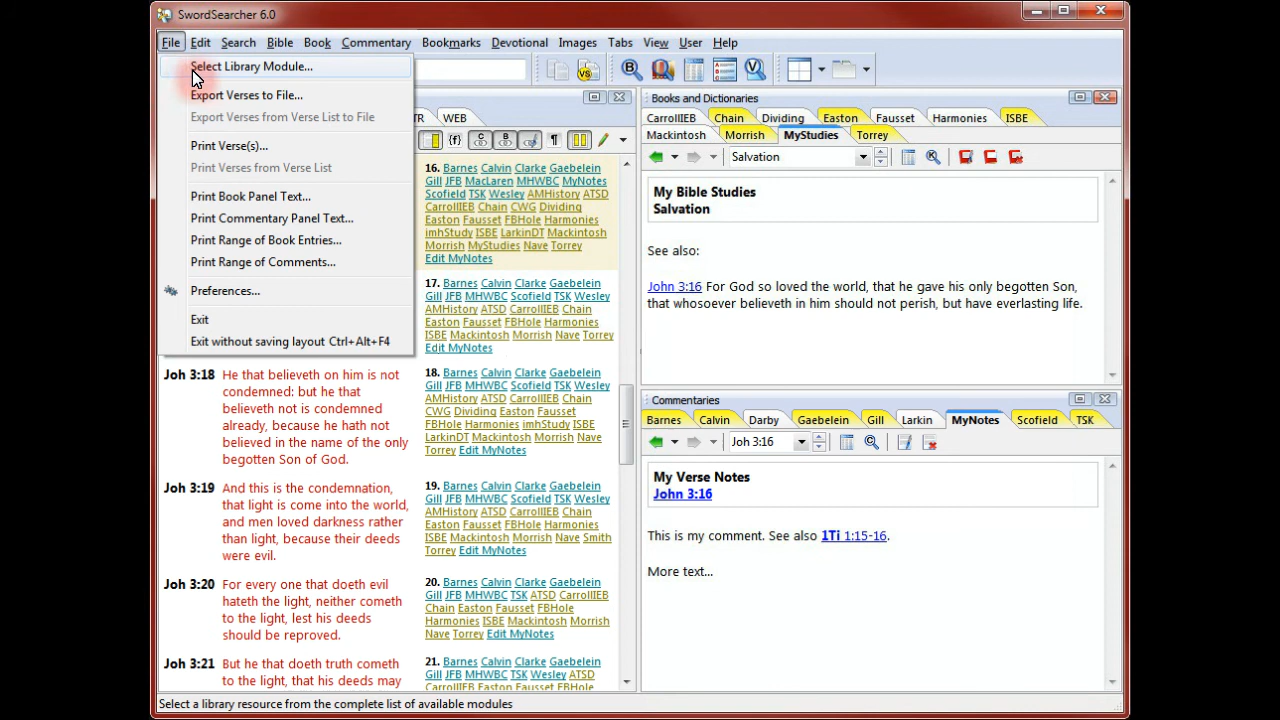 SwordSearcher 6.0
File Edit Search Bible Book Commentary Bookmarks Devotional Images Tabs View User Help
Select Library Module...
Export Verses to File...
Export Verses from Verse List to File
Print Verse(s)...
Print Verses from Verse List
Print Book Panel Text...
Print Commentary Panel Text...
Print Range of Book Entries...
Print Range of Comments...
Preferences...
Exit
Exit without saving layout Ctrl+Alt+F4
TR WEB
Joh 3:18 He that believeth on him is not
condemned: but he that
believeth not is condemned
already, because he hath not
believed in the name of the only
begotten Son of God.
Joh 3:19 And this is the condemnation,
that light is come into the world,
and men loved darkness rather
than light, because their deeds
were evil.
Joh 3:20 For every one that doeth evil
hateth the light, neither cometh
to the light, lest his deeds
should be reproved.
Joh 3:21 But he that doeth truth cometh
to the light, that his deeds may
16. Barnes Calvin Clarke Gaebelein
Gill JFB MacLaren MHWBC MyNotes
Scofield TSK Wesley AMHistory ATSD
CarrollIEB Chain CWG Dividing
Easton Fausset FBHole Harmonies
imhStudy ISBE LarkinDT Mackintosh
Morrish MyStudies Nave Torrey
Edit MyNotes
17. Barnes Calvin Clarke Gaebelein
Gill JFB MHWBC Scofield TSK Wesley
AMHistory ATSD CarrollIEB Chain
Easton Fausset FBHole Harmonies
ISBE Mackintosh Morrish Nave Torrey
Edit MyNotes
18. Barnes Calvin Clarke Gaebelein
Gill JFB MHWBC Scofield TSK Wesley
AMHistory ATSD CarrollIEB Chain
CWG Dividing Easton Fausset
FBHole Harmonies imhStudy ISBE
LarkinDT Mackintosh Morrish Nave
Torrey Edit MyNotes
19. Barnes Calvin Clarke Gaebelein
Gill JFB MHWBC Scofield TSK Wesley
AMHistory ATSD CarrollIEB Chain
Easton Fausset FBHole Harmonies
ISBE Mackintosh Morrish Nave Smith
Torrey Edit MyNotes
20. Barnes Calvin Clarke Gaebelein
Gill JFB MHWBC TSK Wesley
AMHistory ATSD CarrollIEB
Chain Easton Fausset FBHole
Harmonies ISBE Mackintosh Morrish
Nave Torrey Edit MyNotes
21. Barnes Calvin Clarke Gaebelein
Gill JFB MHWBC TSK Wesley ATSD
CarrollIEB Easton Fausset FBHole
Books and Dictionaries
CarrollIEB Chain Dividing Easton Fausset Harmonies ISBE
Mackintosh Morrish MyStudies Torrey
Salvation
My Bible Studies
Salvation
See also:
John 3:16 For God so loved the world, that he gave his only begotten Son,
that whosoever believeth in him should not perish, but have everlasting life.
Commentaries
Barnes Calvin Darby Gaebelein Gill Larkin MyNotes Scofield TSK
Joh 3:16
My Verse Notes
John 3:16
This is my comment. See also 1Ti 1:15-16.
More text...
Select a library resource from the complete list of available modules